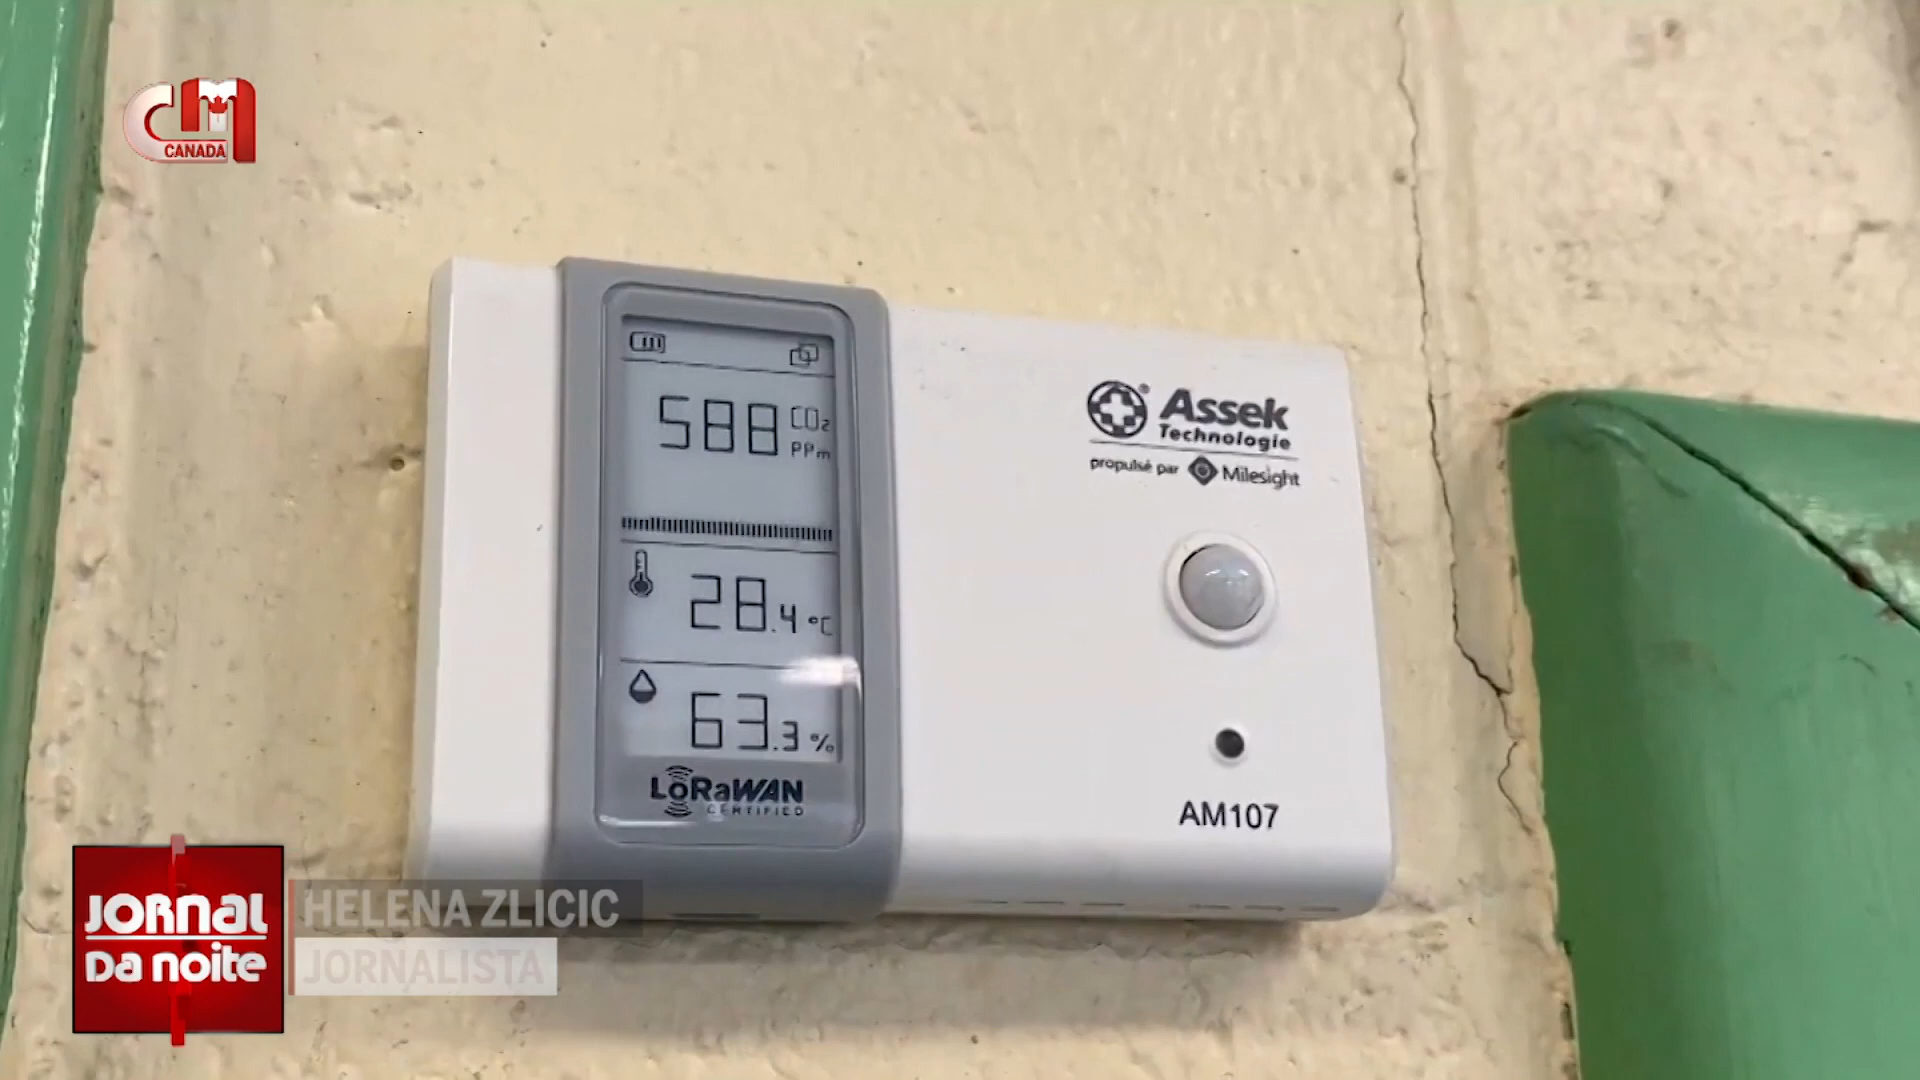 CM
CANADA
588 CO₂
PPm
28.4 °C
63.3 %
LoRaWAN
CERTIFIED
Assek
Technologie
propulsé par Milesight
AM107
JORNAL
DA NOITE
HELENA ZLICIC
JORNALISTA